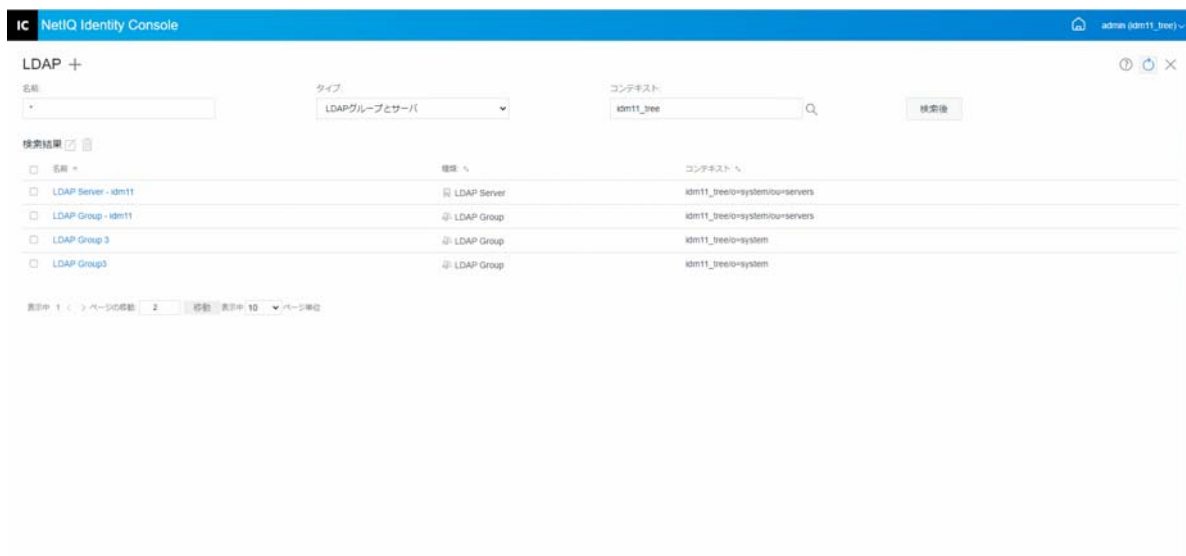 IC NetIQ Identity Console admin (idm11_tree)
LDAP
名前: タイプ: コンテキスト:
* LDAPグループとサーバ idm11_tree 検索後
検索結果
名前 種類: コンテキスト
LDAP Server - idm11 LDAP Server idm11_tree/o=system/ou=servers
LDAP Group - idm11 LDAP Group idm11_tree/o=system/ou=servers
LDAP Group 3 LDAP Group idm11_tree/o=system
LDAP Group3 LDAP Group idm11_tree/o=system
表示中 1 < > ページの移動: 2 移動 表示中 10 ページ単位